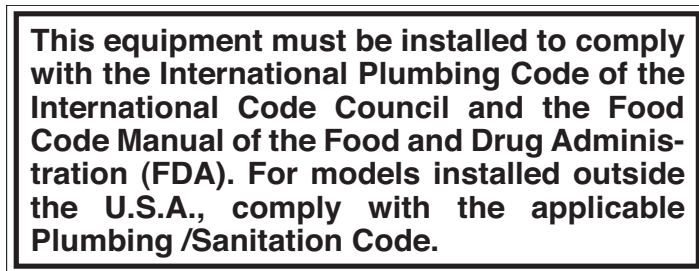 This equipment must be installed to comply
with the International Plumbing Code of the
International Code Council and the Food
Code Manual of the Food and Drug Adminis-
tration (FDA). For models installed outside
the U.S.A., comply with the applicable
Plumbing /Sanitation Code.